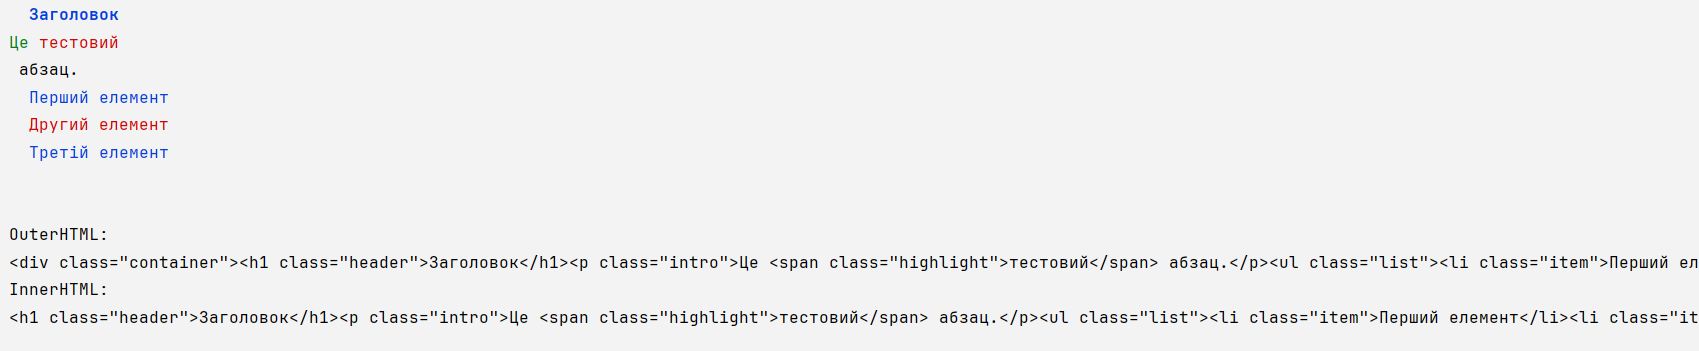 Заголовок
Це тестовий
абзац.
Перший елемент
Другий елемент
Третій елемент
OuterHTML:
<div class="container"><h1 class="header">Заголовок</h1><p class="intro">Це <span class="highlight">тестовий</span> абзац.</p><ul class="list"><li class="item">Перший ел
InnerHTML:
<h1 class="header">Заголовок</h1><p class="intro">Це <span class="highlight">тестовий</span> абзац.</p><ul class="list"><li class="item">Перший елемент</li><li class="it